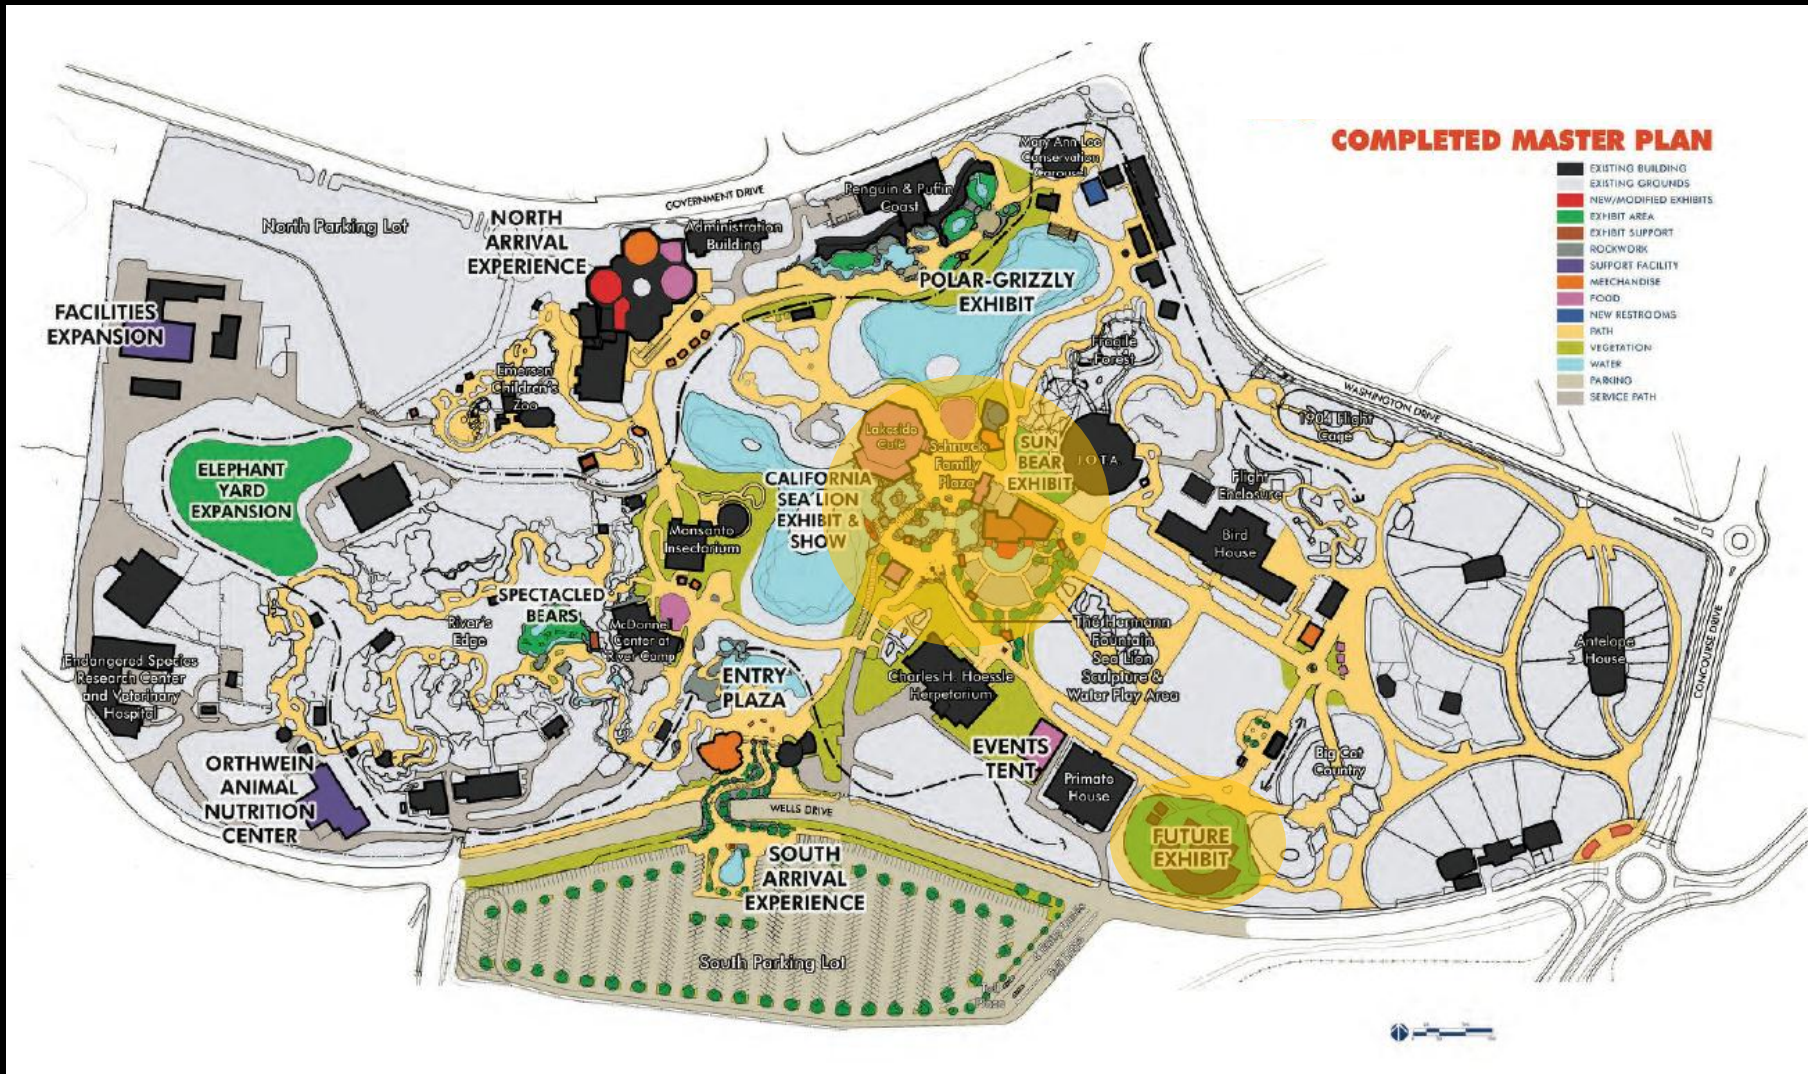 COMPLETED MASTER PLAN
EXISTING BUILDING
EXISTING GROUNDS
NEW/MODIFIED EXHIBITS
EXHIBIT AREA
EXHIBIT SUPPORT
ROCKWORK
SUPPORT FACILITY
MERCHANDISE
FOOD
NEW RESTROOMS
PATH
VEGETATION
WATER
PARKING
SERVICE PATH
GOVERNMENT DRIVE
Mary Ann Lee
Conservation
Carousel
Penguin & Puffin
Coast
North Parking Lot
NORTH
ARRIVAL
EXPERIENCE
Administration
Building
POLAR-GRIZZLY
EXHIBIT
FACILITIES
EXPANSION
Fragile
Forest
Emerson
Children's
Zoo
WASHINGTON DRIVE
1904 Flight
Cage
Lakeside
Café
Schnuck
Family
Plaza
SUN
BEAR
EXHIBIT
JOTA
ELEPHANT
YARD
EXPANSION
CALIFORNIA
SEA LION
EXHIBIT &
SHOW
Flight
Enclosure
Bird
House
Monsanto
Insectarium
SPECTACLED
BEARS
River's
Edge
McDonnell
Center at
River Camp
The Hermann
Fountain
Sea Lion
Sculpture &
Water Play Area
Antelope
House
CONCOURSE DRIVE
Endangered Species
Research Center
and Veterinary
Hospital
ENTRY
PLAZA
Charles H. Hoessle
Herpetarium
EVENTS
TENT
Primate
House
Big Cat
Country
ORTHWEIN
ANIMAL
NUTRITION
CENTER
WELLS DRIVE
FUTURE
EXHIBIT
SOUTH
ARRIVAL
EXPERIENCE
South Parking Lot
Toll
Plaza